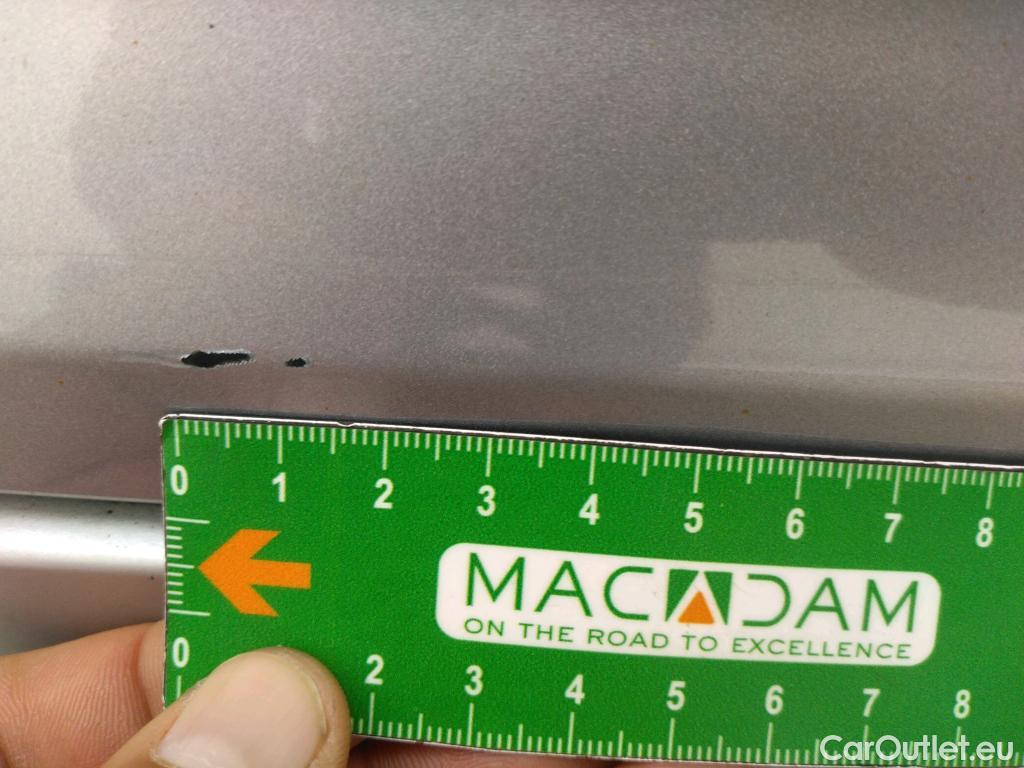 0 1 2 3 4 5 6 7 8
MACADAM
ON THE ROAD TO EXCELLENCE
0 2 3 4 5 6 7 8
CarOutlet.eu